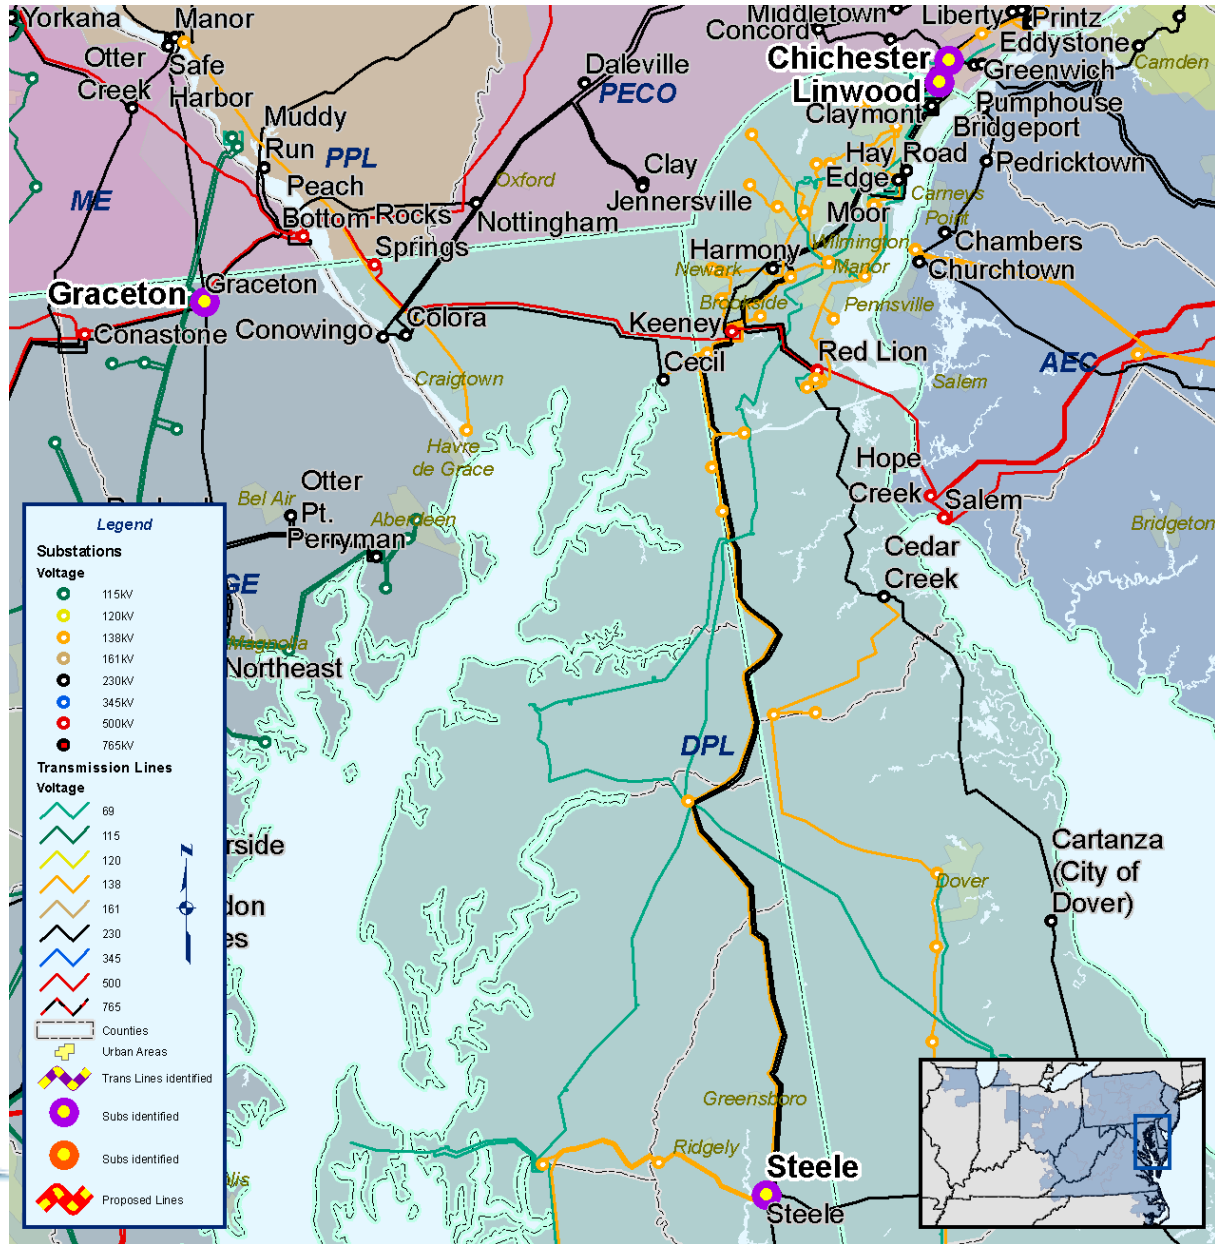 Yorkana
Manor
Otter
Creek
Safe
Harbor
Muddy
Run
PPL
ME
Peach
Bottom
Rocks
Springs
Oxford
Nottingham
Daleville
PECO
Clay
Jennersville
Middletown
Concord
Liberty
Printz
Eddystone
Chichester
Linwood
Greenwich
Camden
Claymont
Pumphouse
Bridgeport
Hay Road
Edge
Moor
Pedricktown
Carneys
Point
Chambers
Churchtown
Harmony
Wilmington
Manor
Newark
Brookside
Pennsville
Graceton
Graceton
Conastone
Conowingo
Colora
Keeney
Cecil
Red Lion
AEC
Salem
Craigtown
Havre
de Grace
Hope
Creek
Salem
Bridgeton
Cedar
Creek
Bel Air
Otter
Pt.
Perryman
Aberdeen
GE
Magnolia
Northeast
DPL
Cartanza
(City of
Dover)
Dover
rside
don
es
Greensboro
Ridgely
Steele
Steele
lis
Legend
Substations
Voltage
115kV
120kV
138kV
161kV
230kV
345kV
500kV
765kV
Transmission Lines
Voltage
69
115
120
138
161
230
345
500
765
Counties
Urban Areas
Trans Lines identified
Subs identified
Subs identified
Proposed Lines
N